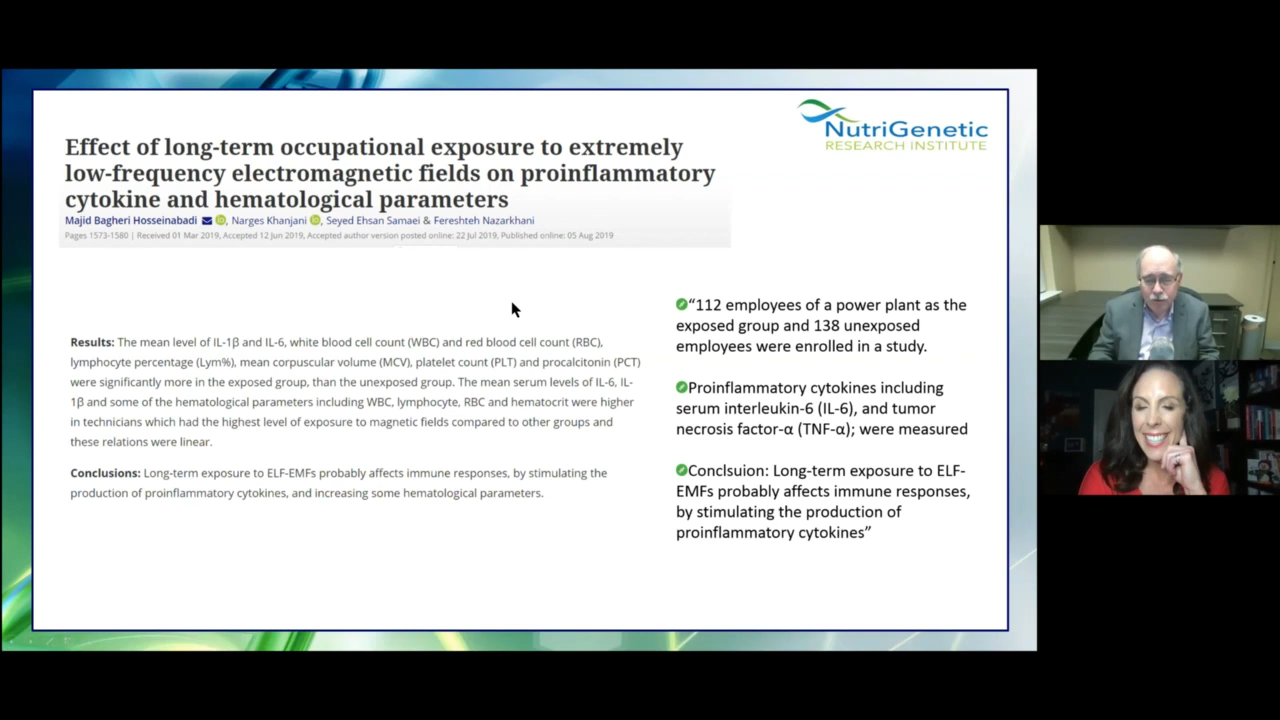 NutriGenetic
RESEARCH INSTITUTE
Effect of long-term occupational exposure to extremely
low-frequency electromagnetic fields on proinflammatory
cytokine and hematological parameters
Majid Bagheri Hosseinabadi, Narges Khanjani, Seyed Ehsan Samaei & Fereshteh Nazarkhani
Pages 1573-1580 | Received 01 Mar 2019, Accepted 12 Jun 2019, Accepted author version posted online: 22 Jul 2019, Published online: 05 Aug 2019
Results: The mean level of IL-1β and IL-6, white blood cell count (WBC) and red blood cell count (RBC),
lymphocyte percentage (Lym%), mean corpuscular volume (MCV), platelet count (PLT) and procalcitonin (PCT)
were significantly more in the exposed group, than the unexposed group. The mean serum levels of IL-6, IL-
1β and some of the hematological parameters including WBC, lymphocyte, RBC and hematocrit were higher
in technicians which had the highest level of exposure to magnetic fields compared to other groups and
these relations were linear.
Conclusions: Long-term exposure to ELF-EMFs probably affects immune responses, by stimulating the
production of proinflammatory cytokines, and increasing some hematological parameters.
“112 employees of a power plant as the
exposed group and 138 unexposed
employees were enrolled in a study.
Proinflammatory cytokines including
serum interleukin-6 (IL-6), and tumor
necrosis factor-α (TNF-α); were measured
Conclsuion: Long-term exposure to ELF-
EMFs probably affects immune responses,
by stimulating the production of
proinflammatory cytokines”